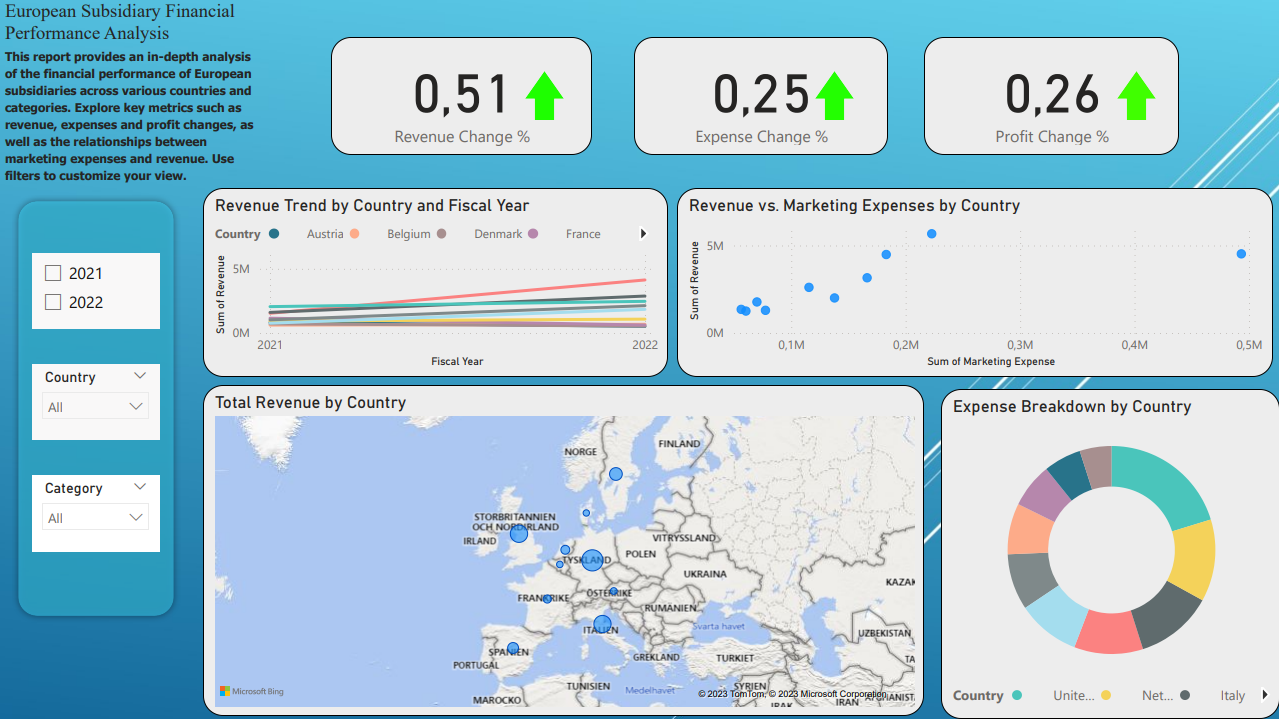 European Subsidiary Financial
Performance Analysis
This report provides an in-depth analysis
of the financial performance of European
subsidiaries across various countries and
categories. Explore key metrics such as
revenue, expenses and profit changes, as
well as the relationships between
marketing expenses and revenue. Use
filters to customize your view.
0,51
Revenue Change %
0,25
Expense Change %
0,26
Profit Change %
2021
2022
Country
All
Category
All
Revenue Trend by Country and Fiscal Year
Country Austria Belgium Denmark France
Sum of Revenue
5M
0M
2021 2022
Fiscal Year
Revenue vs. Marketing Expenses by Country
Sum of Revenue
5M
0M
0,1M 0,2M 0,3M 0,4M 0,5M
Sum of Marketing Expense
Total Revenue by Country
FINLAND
NORGE
STORBRITANNIEN
OCH NORDIRLAND
IRLAND
VITRYSSLAND
POLEN
TYSKLAND
UKRAINA
KAZAK
ÖSTERRIKE
FRANKRIKE
RUMÄNIEN
ITALIEN
Svarta havet
UZBEKISTAN
SPANIEN
GREKLAND
TURKIET
TA
PORTUGAL
TUNISIEN
Medelhavet
SYRIEN
MAROCKO
IRAK
IRAN
AFGHANIST
Microsoft Bing
© 2023 TomTom, © 2023 Microsoft Corporation
Expense Breakdown by Country
Country Unite... Net... Italy